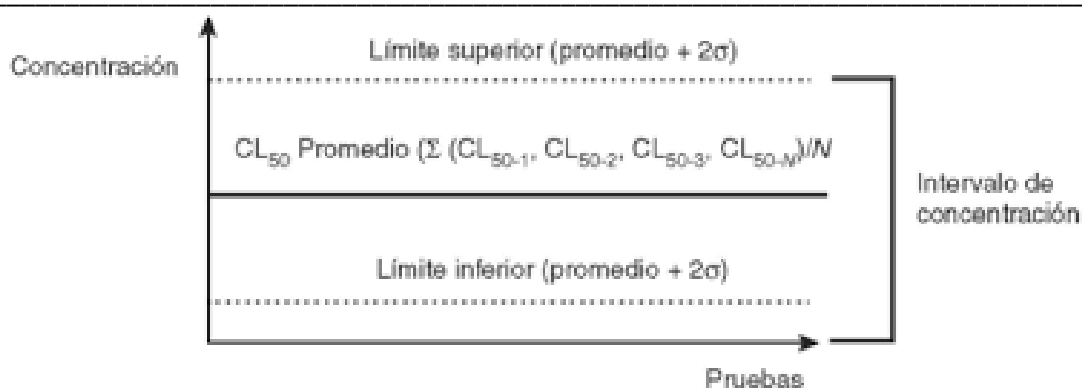 Concentración
Límite superior (promedio + 2σ)
CL50 Promedio (Σ (CL50-1, CL50-2, CL50-3, CL50-N)/N
Intervalo de
concentración
Límite inferior (promedio + 2σ)
Pruebas